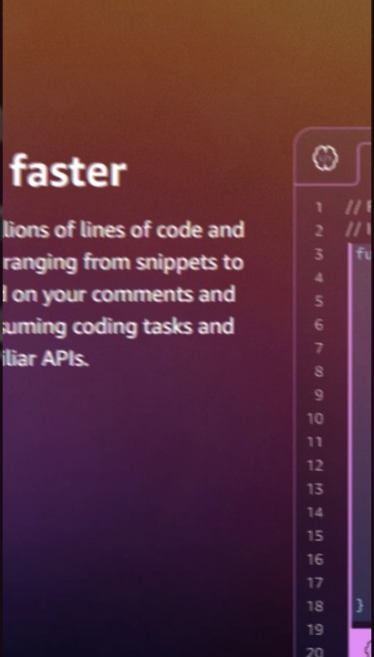 faster
lions of lines of code and
ranging from snippets to
on your comments and
suming coding tasks and
iliar APIs.
1 //
2 //
3 fu
4
5
6
7
8
9
10
11
12
13
14
15
16
17
18 }
19
20